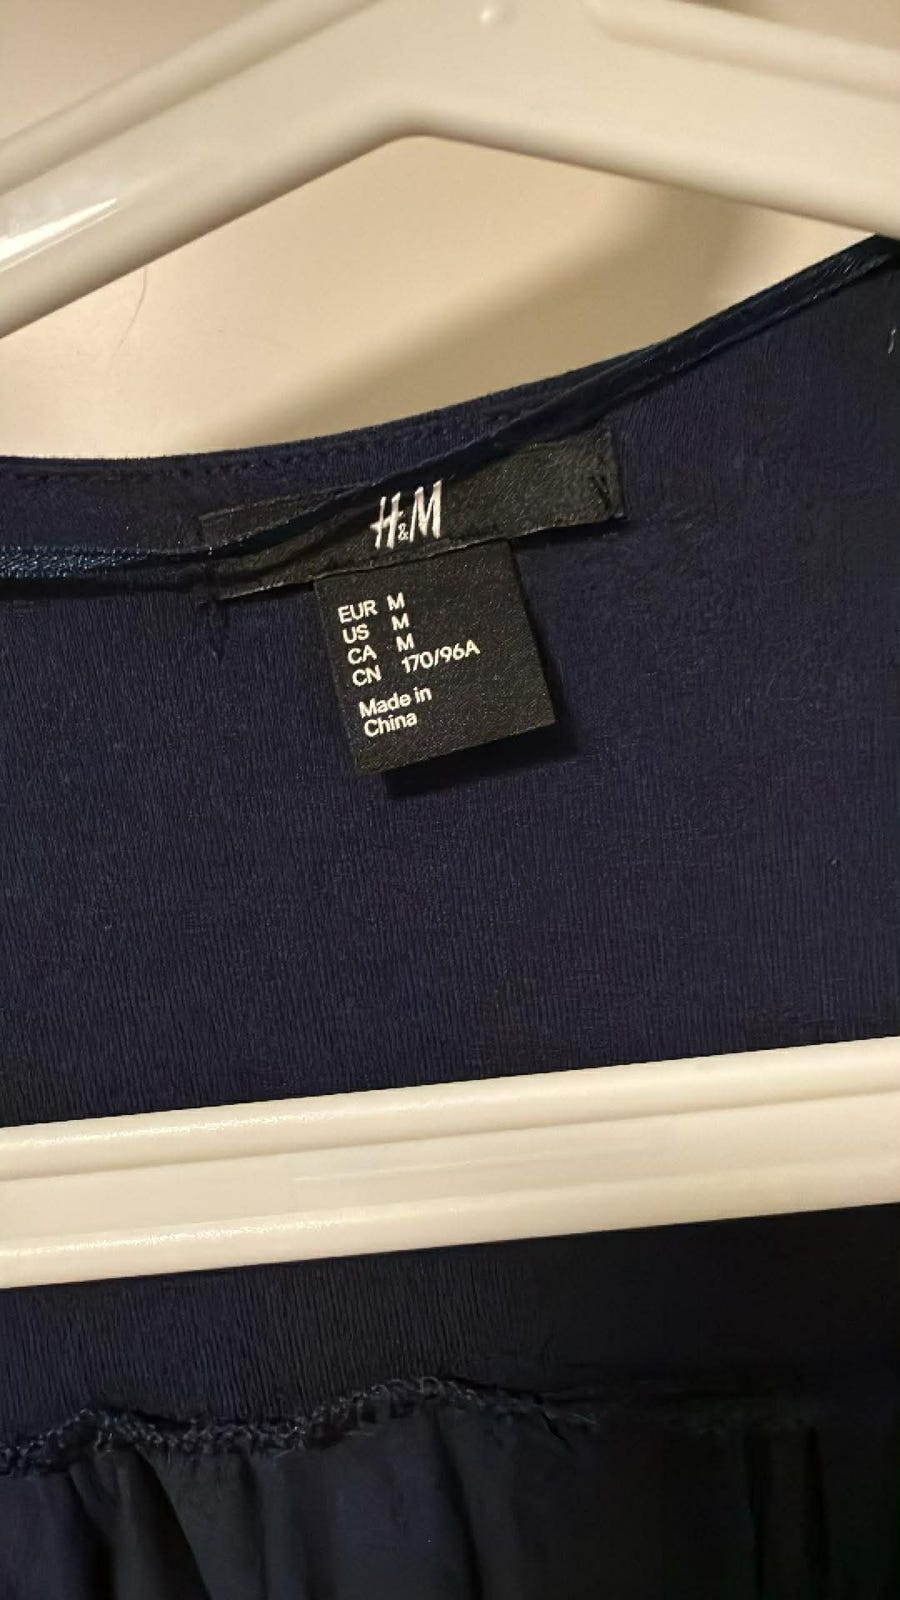 H&M
EUR M
US M
CA M
CN 170/96A
Made in
China